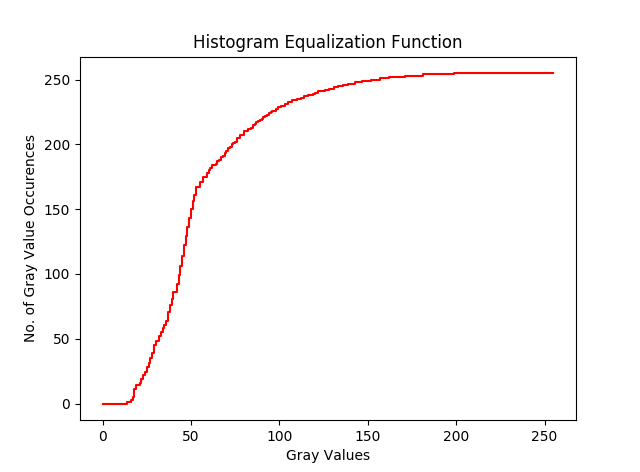 Histogram Equalization Function
250
200
150
100
50
0
No. of Gray Value Occurences
0 50 100 150 200 250
Gray Values